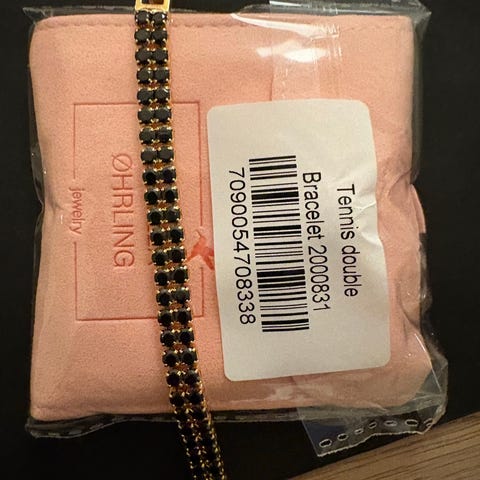 ØHRLING
jewelry
Tennis double
Bracelet 2000831
7090054708338